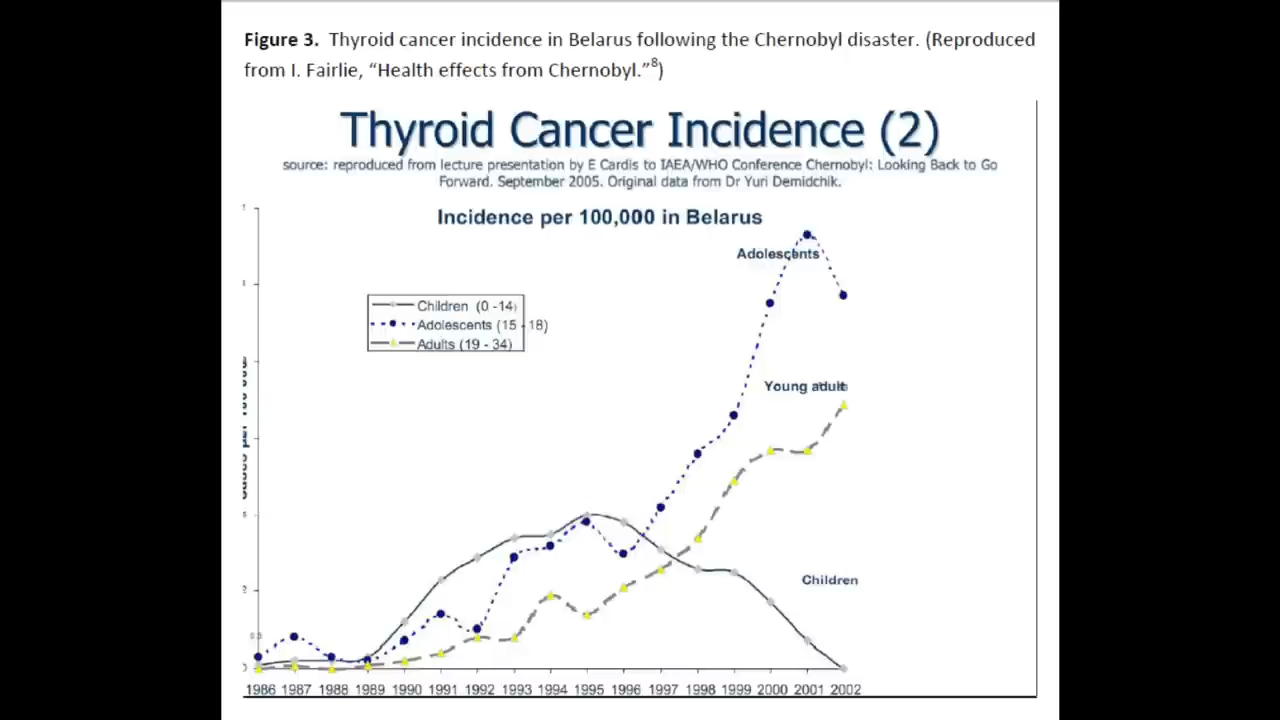 Figure 3. Thyroid cancer incidence in Belarus following the Chernobyl disaster. (Reproduced
from I. Fairlie, “Health effects from Chernobyl.”8)
Thyroid Cancer Incidence (2)
source: reproduced from lecture presentation by E Cardis to IAEA/WHO Conference Chernobyl: Looking Back to Go
Forward. September 2005. Original data from Dr Yuri Demidchik.
Incidence per 100,000 in Belarus
Adolescents
Children (0 -14)
Adolescents (15 - 18)
Adults (19 - 34)
Young adult
Children
2
0
1986 1987 1988 1989 1990 1991 1992 1993 1994 1995 1996 1997 1998 1999 2000 2001 2002